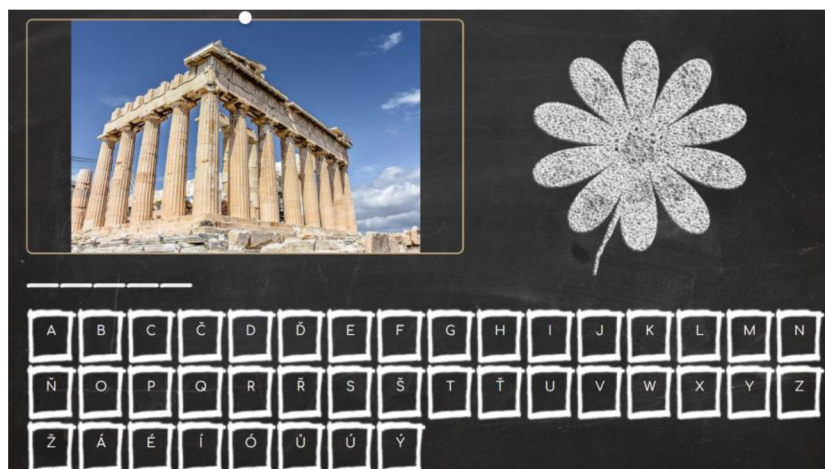 A B C Č D Ď E F G H I J K L M N
Ň O P Q R Ř S Š T Ť U V W X Y Z
Ž Á É Í Ó Ů Ú Ý